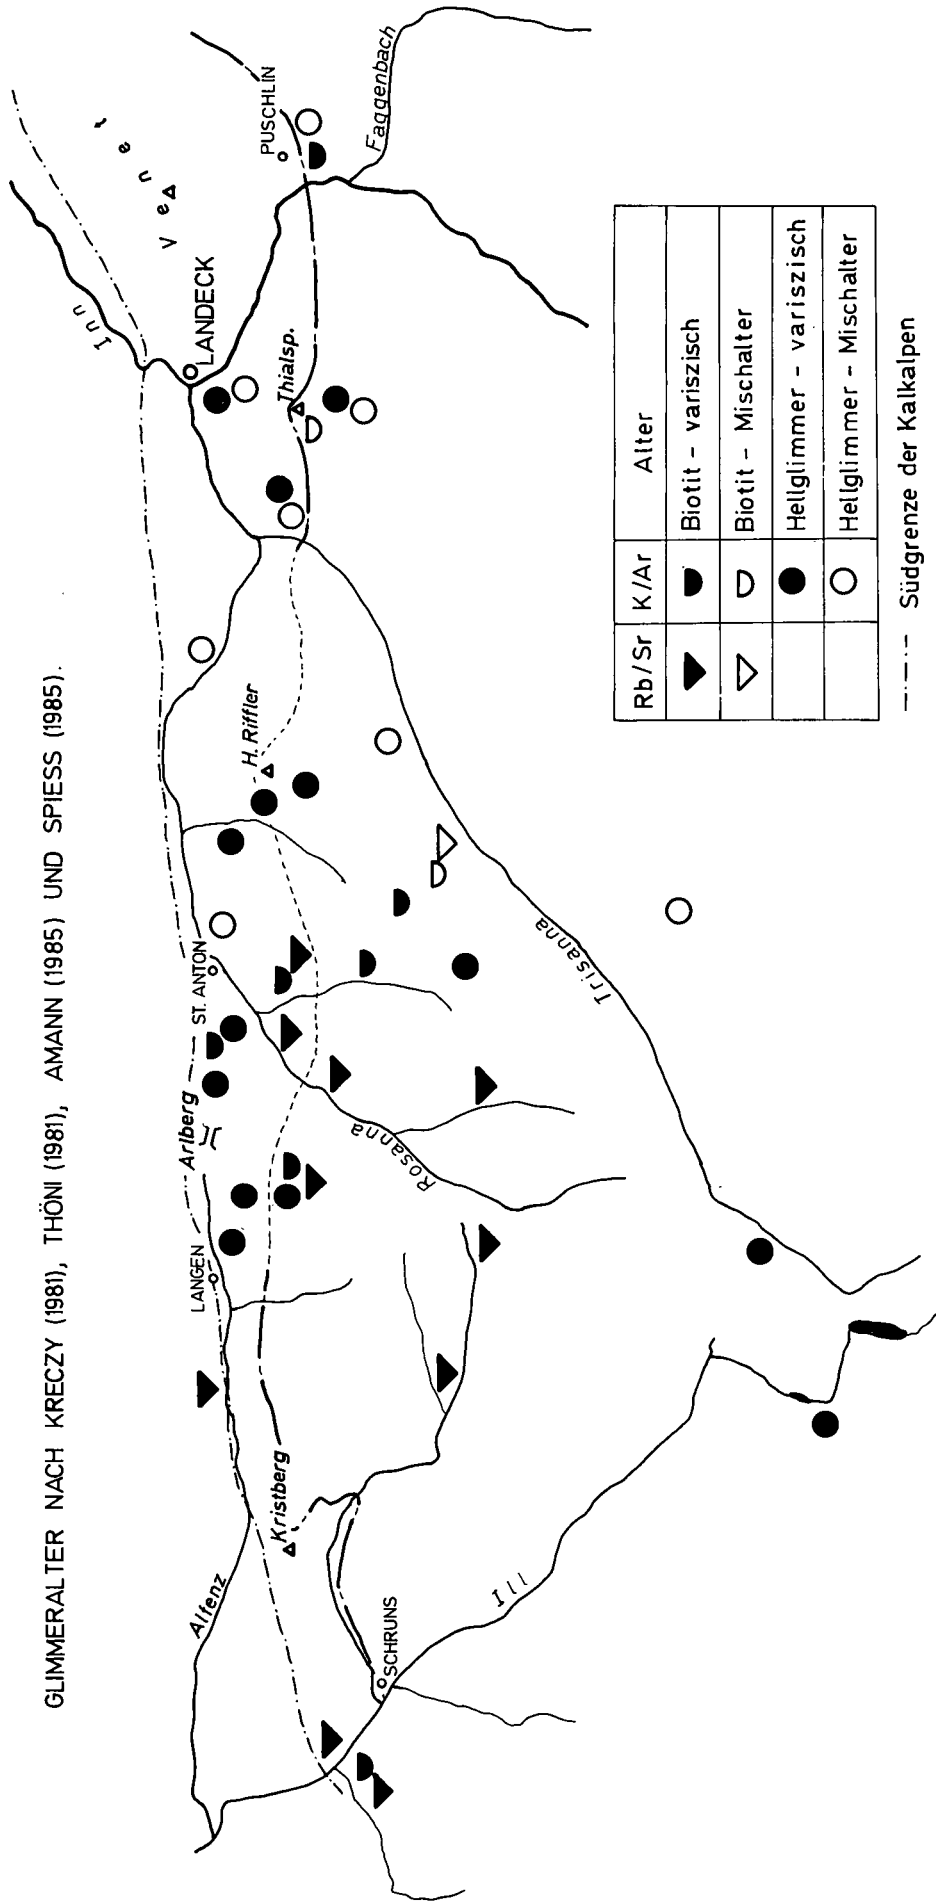 GLIMMERALTER NACH KRECZY (1981), THÖNI (1981), AMANN (1985) UND SPIESS (1985).
Alfenz
SCHRUNS
Kristberg
Ill
LANGEN
Arlberg
ST. ANTON
Rosanna
Trisanna
H. Riffler
Thialsp.
LANDECK
Inn
Venet
PUSCHLIN
Faggenbach
Rb/Sr K/Ar Alter
Biotit - variszisch
Biotit - Mischalter
Hellglimmer - variszisch
Hellglimmer - Mischalter
Südgrenze der Kalkalpen